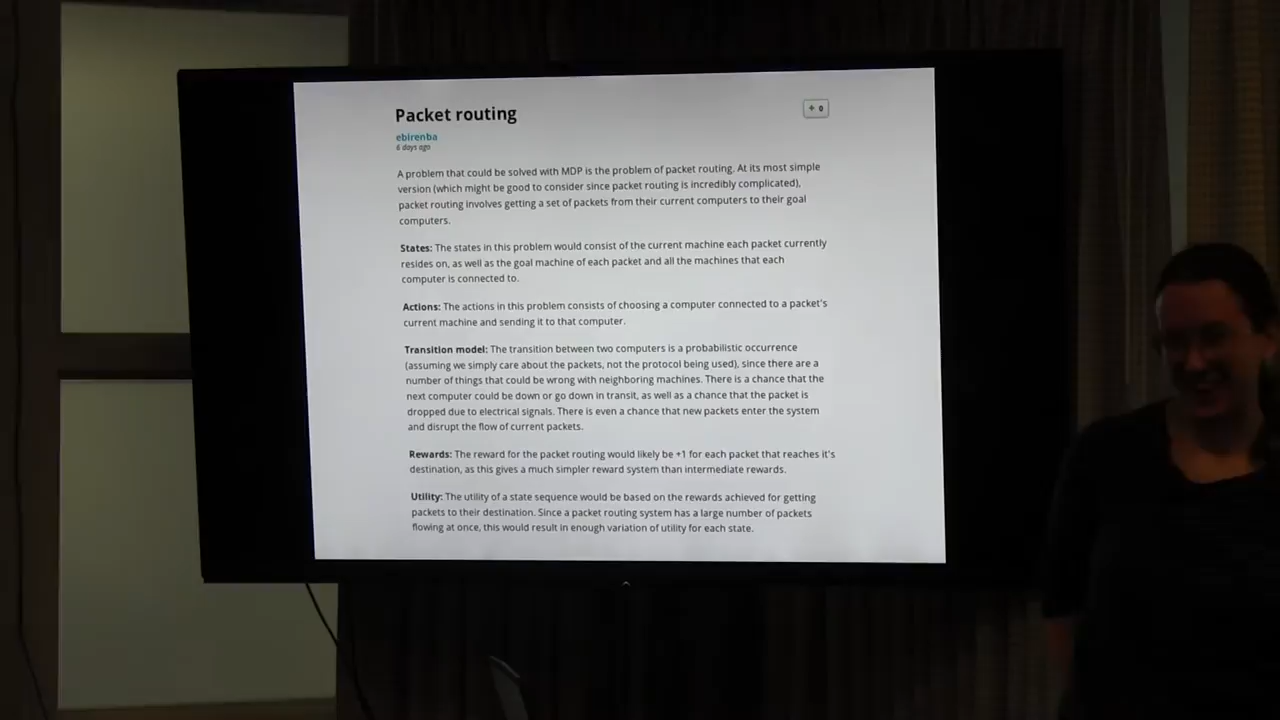 Packet routing
+ 0
ebirenba
6 days ago
A problem that could be solved with MDP is the problem of packet routing. At its most simple
version (which might be good to consider since packet routing is incredibly complicated),
packet routing involves getting a set of packets from their current computers to their goal
computers.
States: The states in this problem would consist of the current machine each packet currently
resides on, as well as the goal machine of each packet and all the machines that each
computer is connected to.
Actions: The actions in this problem consists of choosing a computer connected to a packet's
current machine and sending it to that computer.
Transition model: The transition between two computers is a probabilistic occurrence
(assuming we simply care about the packets, not the protocol being used), since there are a
number of things that could be wrong with neighboring machines. There is a chance that the
next computer could be down or go down in transit, as well as a chance that the packet is
dropped due to electrical signals. There is even a chance that new packets enter the system
and disrupt the flow of current packets.
Rewards: The reward for the packet routing would likely be +1 for each packet that reaches it's
destination, as this gives a much simpler reward system than intermediate rewards.
Utility: The utility of a state sequence would be based on the rewards achieved for getting
packets to their destination. Since a packet routing system has a large number of packets
flowing at once, this would result in enough variation of utility for each state.